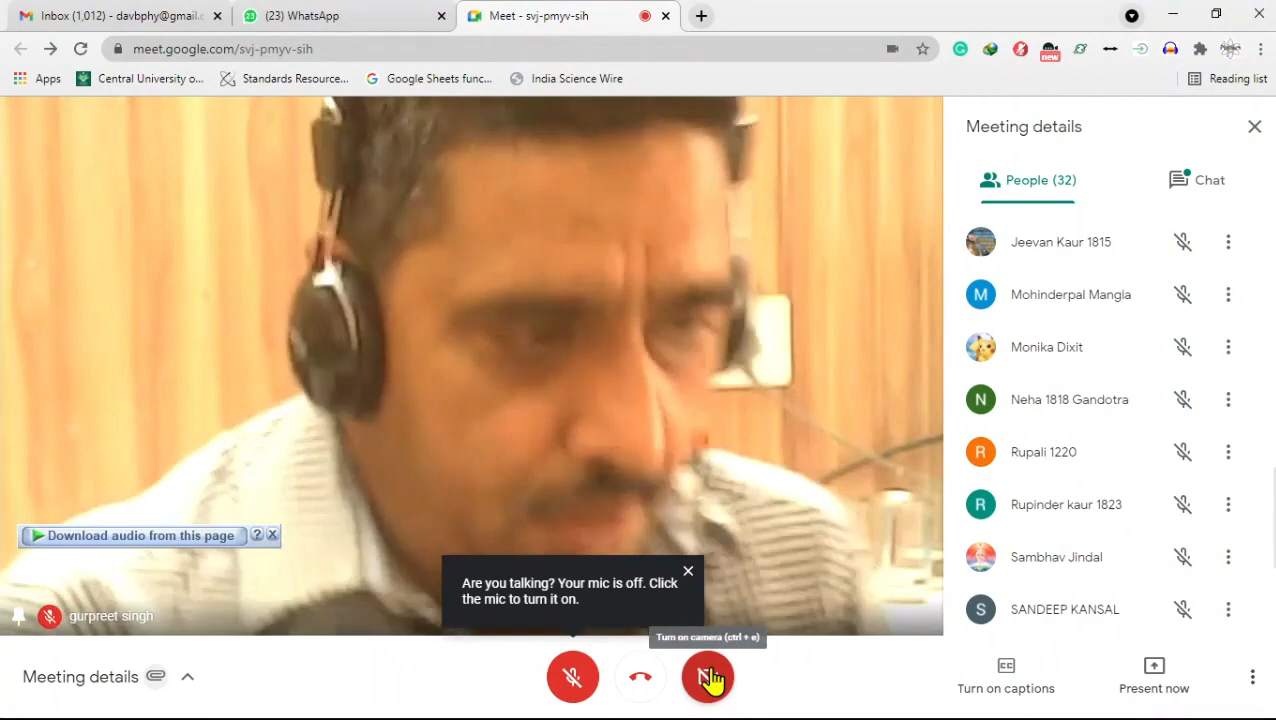 Inbox (1,012) - davbphy@gmail.c
(23) WhatsApp
Meet - svj-pmyv-sih
meet.google.com/svj-pmyv-sih
new
Apps
Central University o...
Standards Resource...
Google Sheets func...
India Science Wire
Reading list
Meeting details
People (32)
Chat
Jeevan Kaur 1815
M
Mohinderpal Mangla
Monika Dixit
N
Neha 1818 Gandotra
R
Rupali 1220
R
Rupinder kaur 1823
Sambhav Jindal
S
SANDEEP KANSAL
Download audio from this page
?
Are you talking? Your mic is off. Click
the mic to turn it on.
gurpreet singh
Turn on camera (ctrl + e)
Meeting details
Turn on captions
Present now